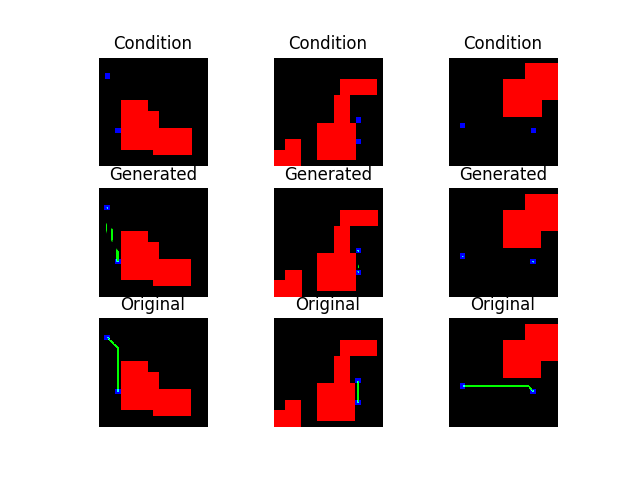 Condition Condition Condition
Generated Generated Generated
Original Original Original